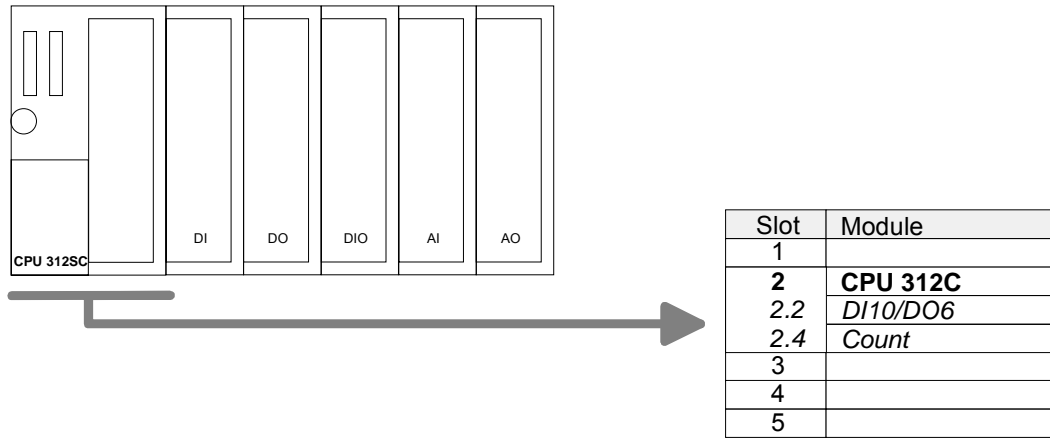 DI DO DIO AI AO
CPU 312SC
Slot Module
1
2 CPU 312C
2.2 DI10/DO6
2.4 Count
3
4
5